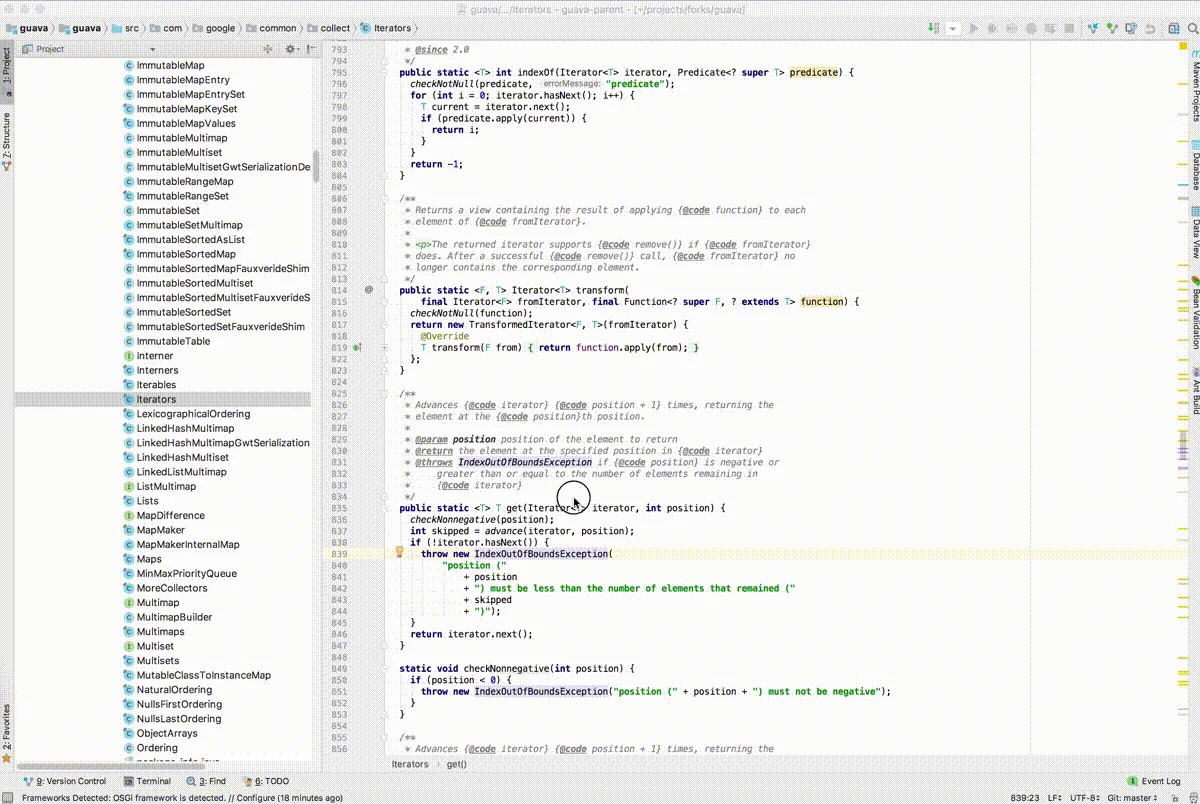 guava/.../Iterators - guava-parent - [~/projects/forks/guava]
guava guava src com google common collect Iterators
Project
1: Project
Z: Structure
2: Favorites
ImmutableMap
ImmutableMapEntry
ImmutableMapEntrySet
ImmutableMapKeySet
ImmutableMapValues
ImmutableMultimap
ImmutableMultiset
ImmutableMultisetGwtSerializationDe
ImmutableRangeMap
ImmutableRangeSet
ImmutableSet
ImmutableSetMultimap
ImmutableSortedAsList
ImmutableSortedMap
ImmutableSortedMapFauxverideShim
ImmutableSortedMultiset
ImmutableSortedMultisetFauxverideS
ImmutableSortedSet
ImmutableSortedSetFauxverideShim
ImmutableTable
Interner
Interners
Iterables
Iterators
LexicographicalOrdering
LinkedHashMultimap
LinkedHashMultimapGwtSerialization
LinkedHashMultiset
LinkedListMultimap
ListMultimap
Lists
MapDifference
MapMaker
MapMakerInternalMap
Maps
MinMaxPriorityQueue
MoreCollectors
Multimap
MultimapBuilder
Multimaps
Multiset
Multisets
MutableClassToInstanceMap
NaturalOrdering
NullsFirstOrdering
NullsLastOrdering
ObjectArrays
Ordering
793 * @since 2.0
794 */
795 public static <T> int indexOf(Iterator<T> iterator, Predicate<? super T> predicate) {
796 checkNotNull(predicate, errorMessage: "predicate");
797 for (int i = 0; iterator.hasNext(); i++) {
798 T current = iterator.next();
799 if (predicate.apply(current)) {
800 return i;
801 }
802 }
803 return -1;
804 }
805
806 /**
807 * Returns a view containing the result of applying {@code function} to each
808 * element of {@code fromIterator}.
809 *
810 * <p>The returned iterator supports {@code remove()} if {@code fromIterator}
811 * does. After a successful {@code remove()} call, {@code fromIterator} no
812 * longer contains the corresponding element.
813 */
814 @ public static <F, T> Iterator<T> transform(
815 final Iterator<F> fromIterator, final Function<? super F, ? extends T> function) {
816 checkNotNull(function);
817 return new TransformedIterator<F, T>(fromIterator) {
818 @Override
819 T transform(F from) { return function.apply(from); }
822 };
823 }
824
825 /**
826 * Advances {@code iterator} {@code position + 1} times, returning the
827 * element at the {@code position}th position.
828 *
829 * @param position position of the element to return
830 * @return the element at the specified position in {@code iterator}
831 * @throws IndexOutOfBoundsException if {@code position} is negative or
832 * greater than or equal to the number of elements remaining in
833 * {@code iterator}
834 */
835 public static <T> T get(Iterator<T> iterator, int position) {
836 checkNonnegative(position);
837 int skipped = advance(iterator, position);
838 if (!iterator.hasNext()) {
839 throw new IndexOutOfBoundsException(
840 "position ("
841 + position
842 + ") must be less than the number of elements that remained ("
843 + skipped
844 + ")");
845 }
846 return iterator.next();
847 }
848
849 static void checkNonnegative(int position) {
850 if (position < 0) {
851 throw new IndexOutOfBoundsException("position (" + position + ") must not be negative");
852 }
853 }
854
855 /**
856 * Advances {@code iterator} {@code position + 1} times, returning the
Iterators › get()
Maven Projects
Database
Data View
Bean Validation
Ant Build
9: Version Control Terminal 3: Find 6: TODO 1 Event Log
Frameworks Detected: OSGi framework is detected. // Configure (18 minutes ago) 839:23 LF÷ UTF-8÷ Git: master÷